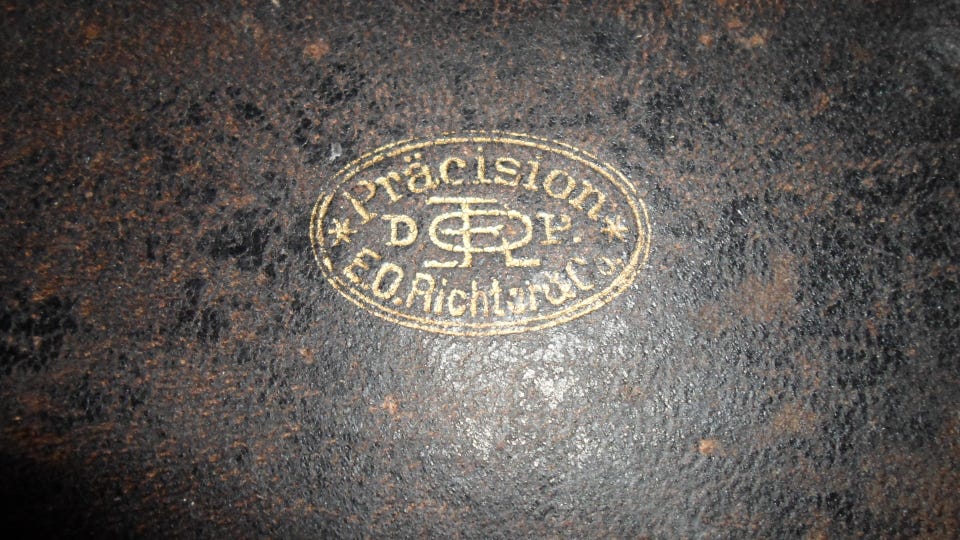 Präcision
D P.
E.O. Richter & Co.